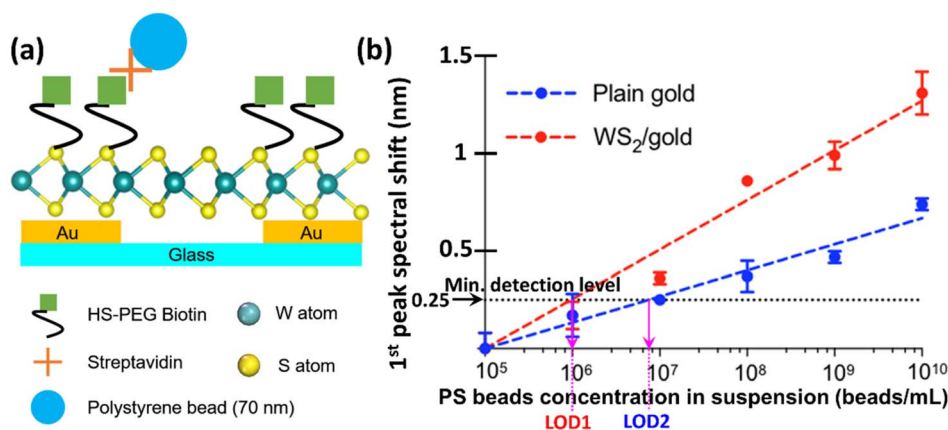 (a)
Au
Au
Glass
HS-PEG Biotin
W atom
Streptavidin
S atom
Polystyrene bead (70 nm)
(b)
1st peak spectral shift (nm)
1.5
1
0.5
0.25
0
Plain gold
WS2/gold
Min. detection level
10^5
10^6
10^7
10^8
10^9
10^10
PS beads concentration in suspension (beads/mL)
LOD1
LOD2